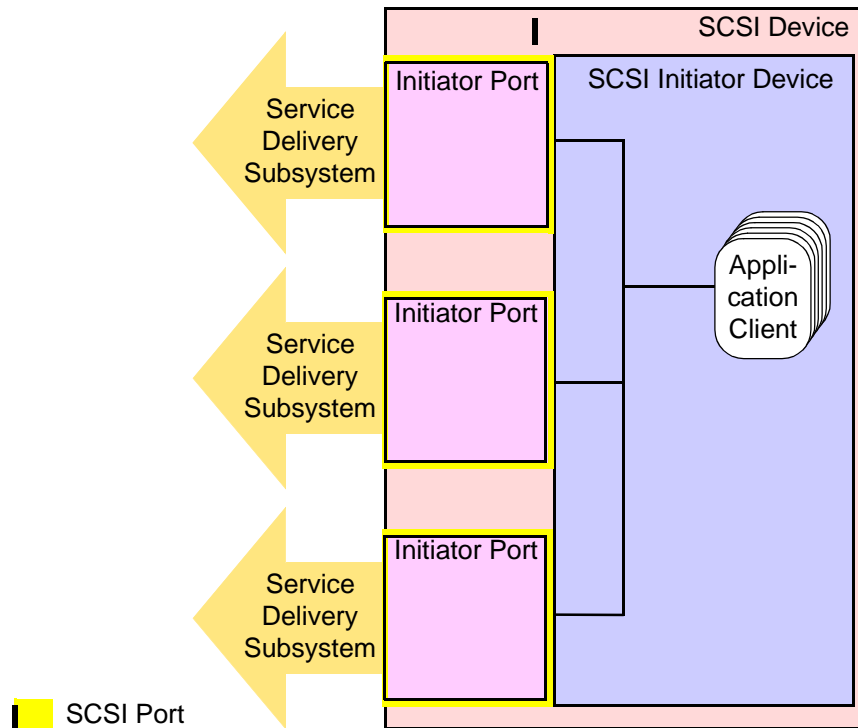 SCSI Device
Initiator Port
SCSI Initiator Device
Service
Delivery
Subsystem
Appli-
cation
Client
Initiator Port
Service
Delivery
Subsystem
Initiator Port
Service
Delivery
Subsystem
SCSI Port